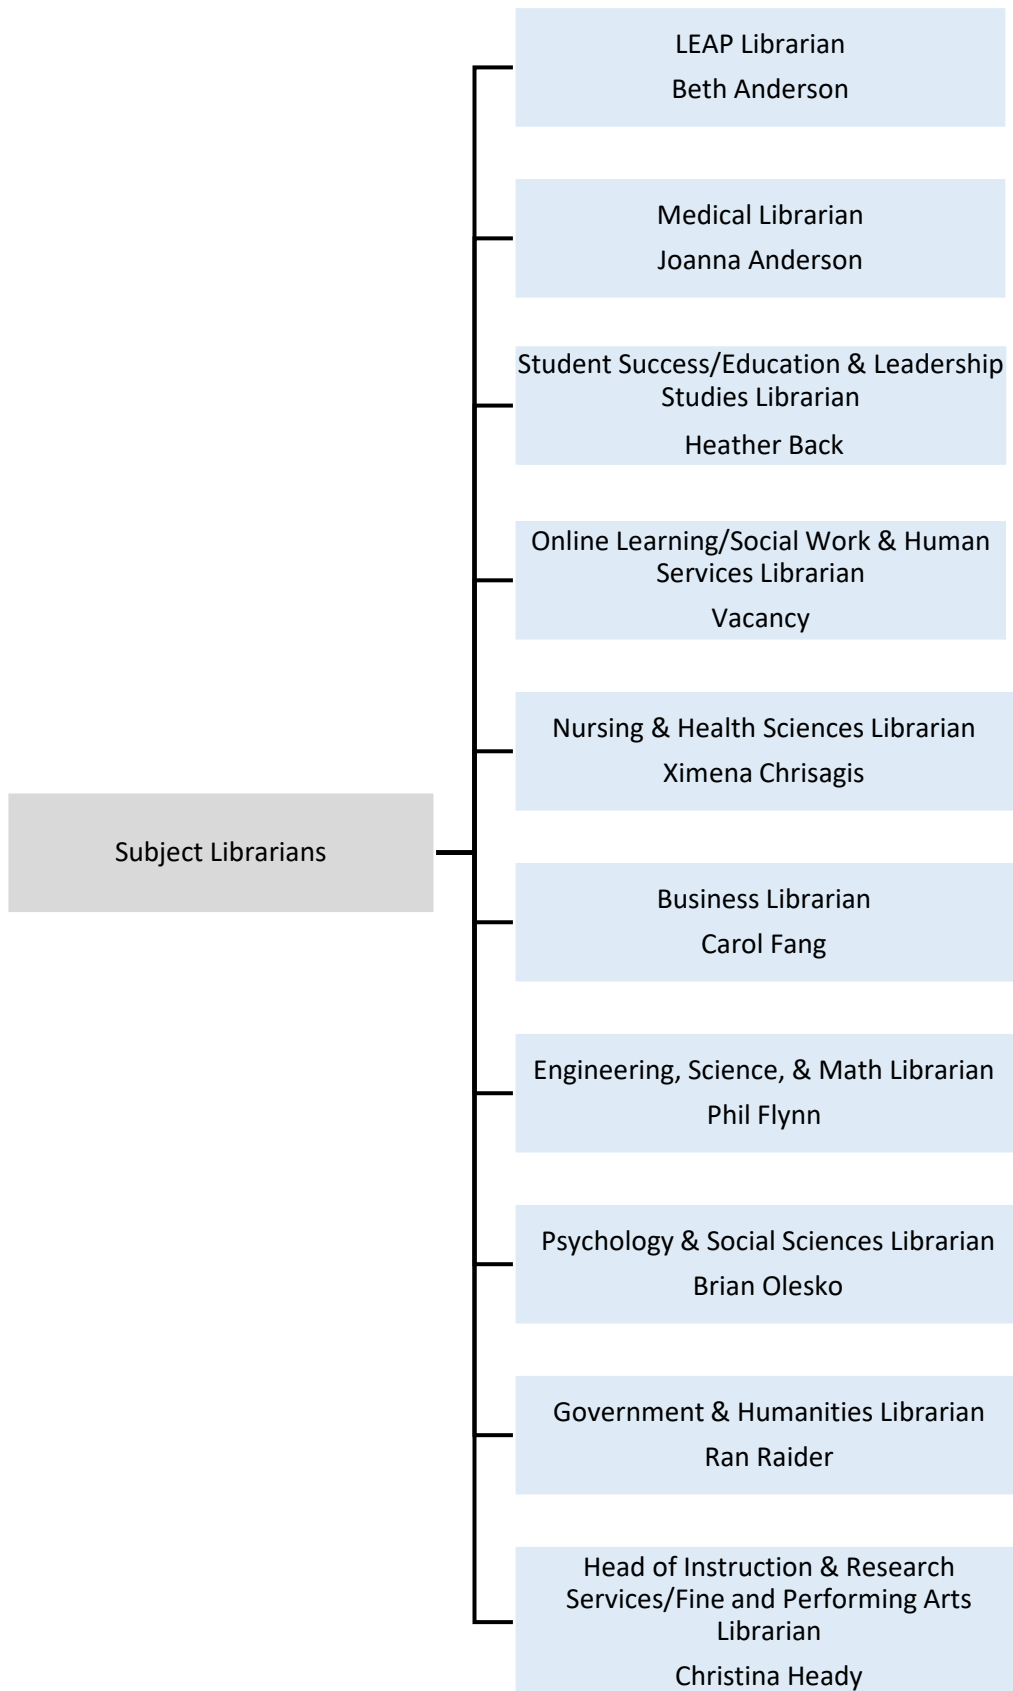 LEAP Librarian
Beth Anderson
Medical Librarian
Joanna Anderson
Student Success/Education & Leadership
Studies Librarian
Heather Back
Online Learning/Social Work & Human
Services Librarian
Vacancy
Nursing & Health Sciences Librarian
Ximena Chrisagis
Subject Librarians
Business Librarian
Carol Fang
Engineering, Science, & Math Librarian
Phil Flynn
Psychology & Social Sciences Librarian
Brian Olesko
Government & Humanities Librarian
Ran Raider
Head of Instruction & Research
Services/Fine and Performing Arts
Librarian
Christina Heady